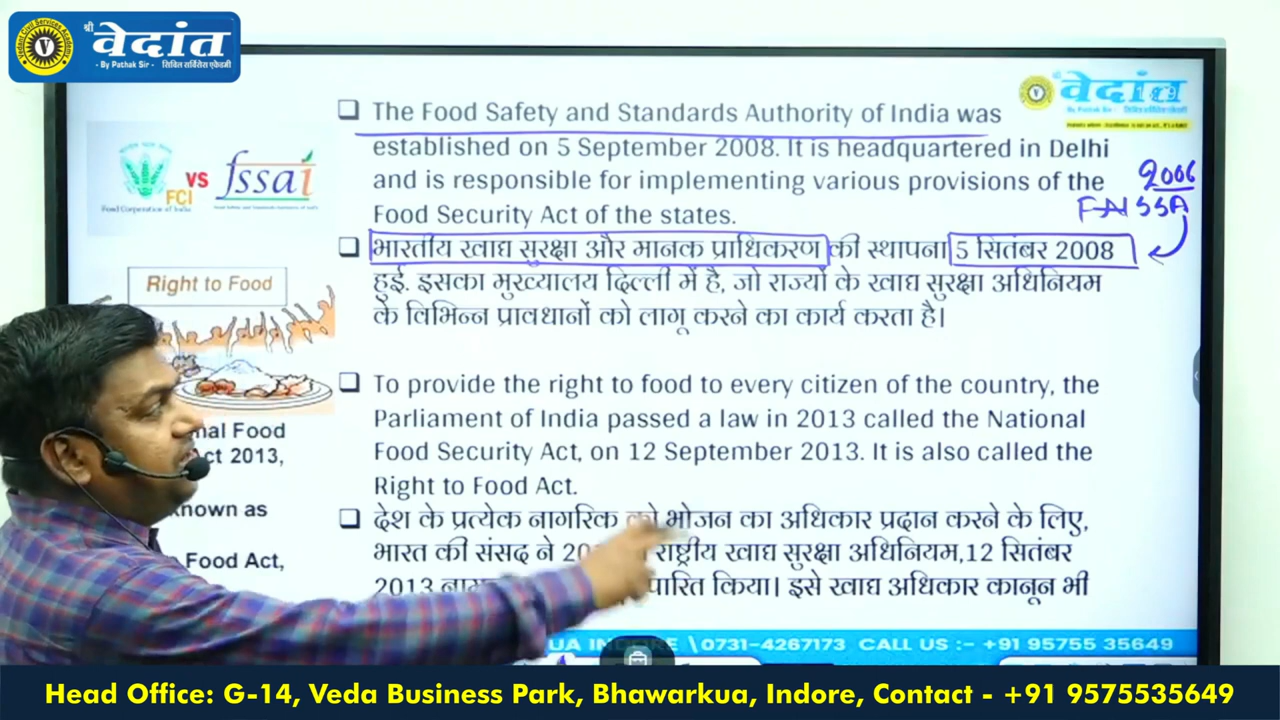 श्री
वेदांत
- By Pathak Sir - सिविल सर्विसेस एकेडमी
V
वेदांत
❑ The Food Safety and Standards Authority of India was
established on 5 September 2008. It is headquartered in Delhi
and is responsible for implementing various provisions of the
Food Security Act of the states.
2006
FCI
VS
fssai
Food Corporation of India
❑ भारतीय खाद्य सुरक्षा और मानक प्राधिकरण की स्थापना 5 सितंबर 2008
हुई. इसका मुख्यालय दिल्ली में है, जो राज्यों के खाद्य सुरक्षा अधिनियम
के विभिन्न प्रावधानों को लागू करने का कार्य करता है।
Right to Food
❑ To provide the right to food to every citizen of the country, the
Parliament of India passed a law in 2013 called the National
Food Security Act, on 12 September 2013. It is also called the
Right to Food Act.
nal Food
ct 2013,
known as
Food Act,
❑ देश के प्रत्येक नागरिक को भोजन का अधिकार प्रदान करने के लिए,
भारत की संसद ने राष्ट्रीय खाद्य सुरक्षा अधिनियम,12 सितंबर
2013 पारित किया। इसे खाद्य अधिकार कानून भी
UA INDORE \0731-4267173 CALL US :- +91 95755 35649
Head Office: G-14, Veda Business Park, Bhawarkua, Indore, Contact - +91 9575535649